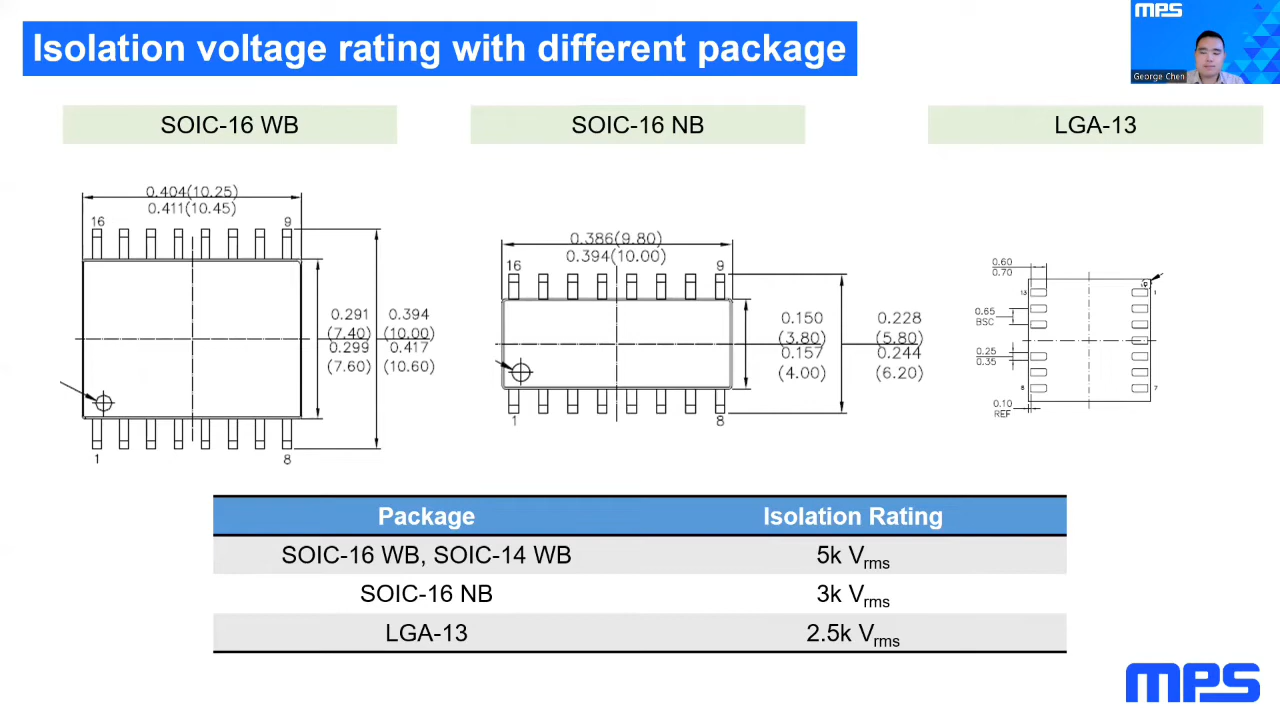 Isolation voltage rating with different package
MPS
George Chen
SOIC-16 WB
SOIC-16 NB
LGA-13
0.404(10.25)
0.411(10.45)
16
9
0.291
(7.40)
0.299
(7.60)
0.394
(10.00)
0.417
(10.60)
1
8
0.386(9.80)
0.394(10.00)
16
9
0.150
(3.80)
0.157
(4.00)
0.228
(5.80)
0.244
(6.20)
1
8
0.60
0.70
13
1
0.65
BSC
0.25
0.35
8
7
0.10
REF
Package
Isolation Rating
SOIC-16 WB, SOIC-14 WB
5k Vrms
SOIC-16 NB
3k Vrms
LGA-13
2.5k Vrms
MPS